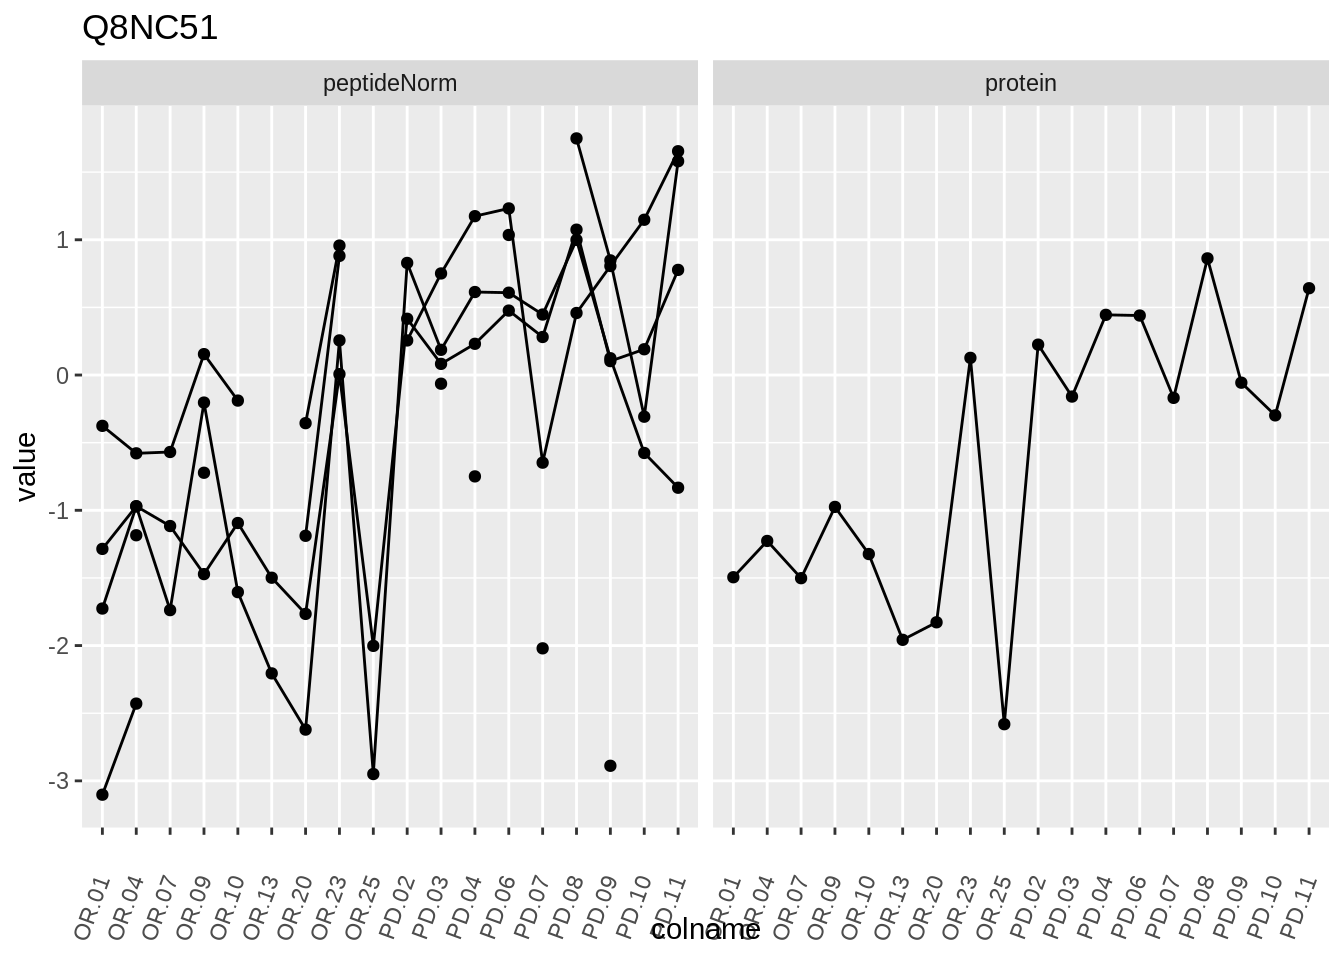 Q8NC51
peptideNorm
protein
value
1
0
-1
-2
-3
OR.01
OR.04
OR.07
OR.09
OR.10
OR.13
OR.20
OR.23
OR.25
PD.02
PD.03
PD.04
PD.06
PD.07
PD.08
PD.09
PD.10
PD.11
OR.01
OR.04
OR.07
OR.09
OR.10
OR.13
OR.20
OR.23
OR.25
PD.02
PD.03
PD.04
PD.06
PD.07
PD.08
PD.09
PD.10
PD.11
colname